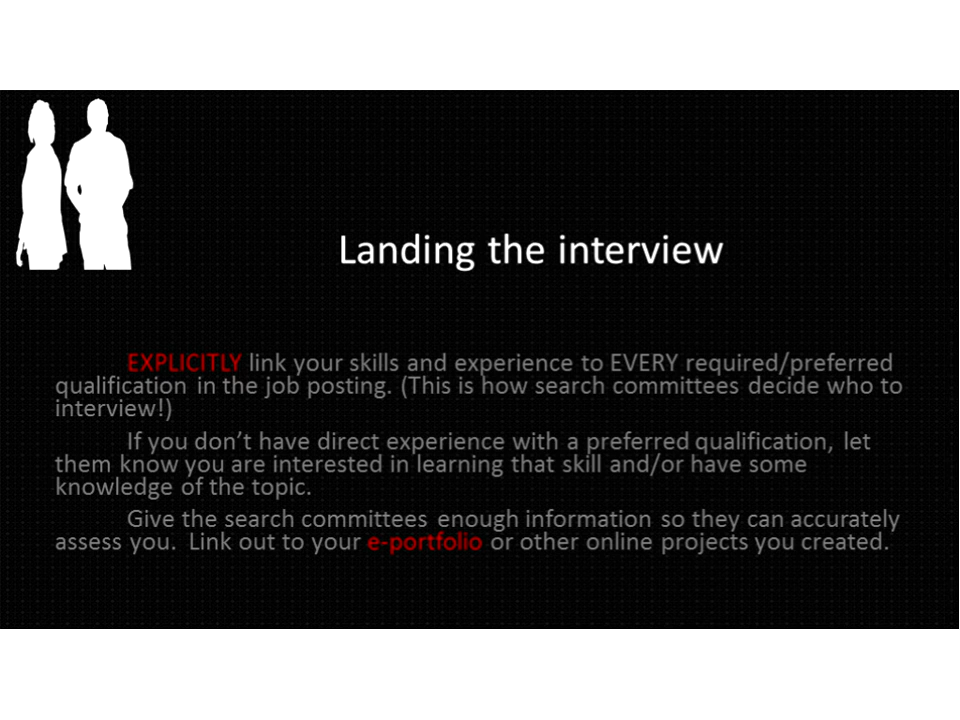 Landing the interview
EXPLICITLY link your skills and experience to EVERY required/preferred
qualification in the job posting. (This is how search committees decide who to
interview!)
If you don’t have direct experience with a preferred qualification, let
them know you are interested in learning that skill and/or have some
knowledge of the topic.
Give the search committees enough information so they can accurately
assess you.  Link out to your e-portfolio or other online projects you created.